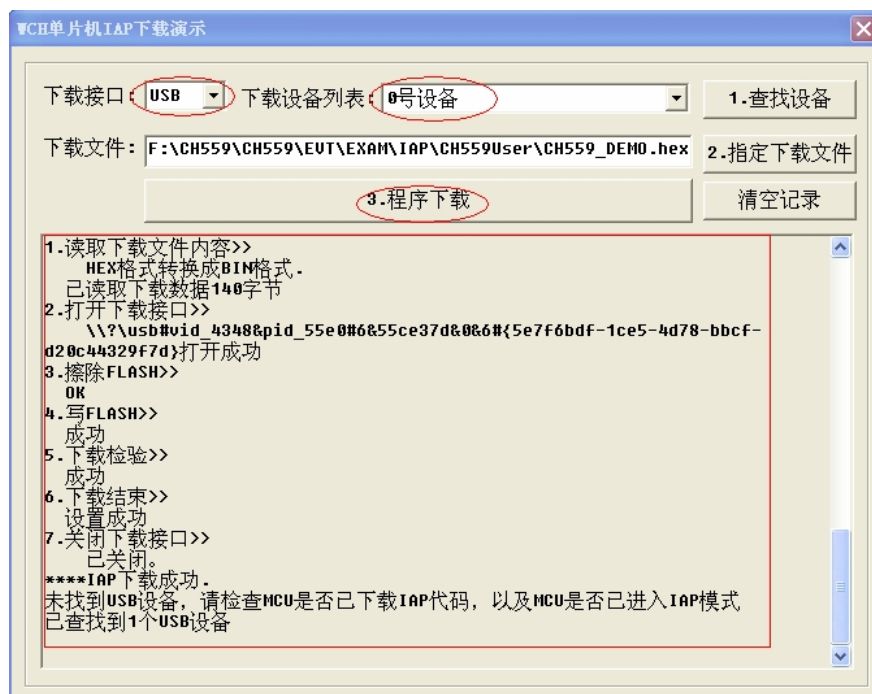 WCH单片机IAP下载演示
下载接口: USB 下载设备列表: 0号设备 1.查找设备
下载文件: F:\CH559\CH559\EVT\EXAM\IAP\CH559User\CH559_DEMO.hex 2.指定下载文件
3.程序下载 清空记录
1.读取下载文件内容>>
HEX格式转换成BIN格式.
已读取下载数据140字节
2.打开下载接口>>
\\?\usb#vid_4348&pid_55e0#6&55ce37d&0&6#{5e7f6bdf-1ce5-4d78-bbcf-
d20c44329f7d}打开成功
3.擦除FLASH>>
OK
4.写FLASH>>
成功
5.下载检验>>
成功
6.下载结束>>
设置成功
7.关闭下载接口>>
已关闭。
****IAP下载成功.
未找到USB设备，请检查MCU是否已下载IAP代码，以及MCU是否已进入IAP模式
已查找到1个USB设备